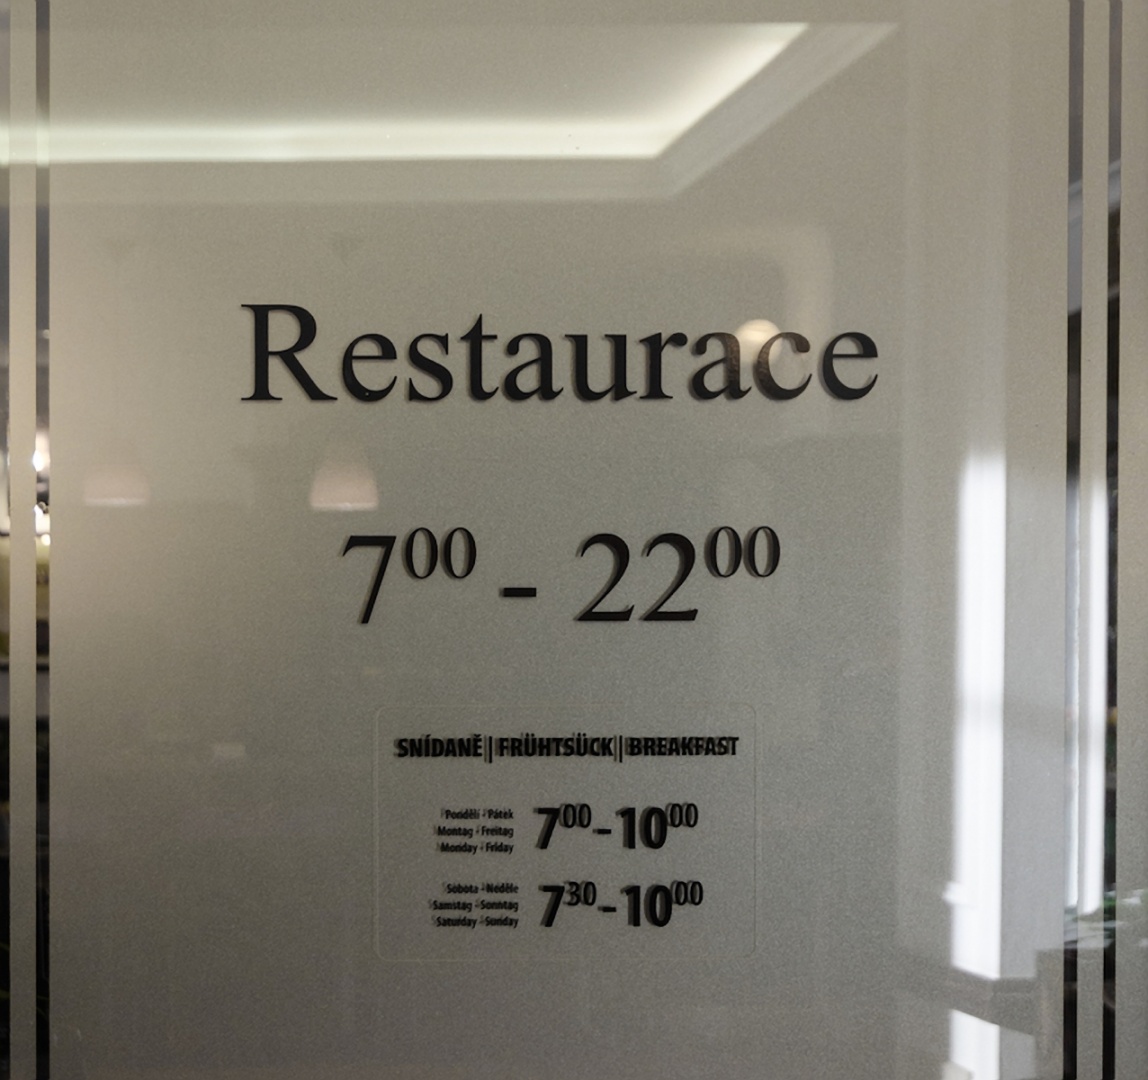 Restaurace
7⁰⁰ - 22⁰⁰
SNÍDANĚ | FRÜHTSÜCK | BREAKFAST
Pondělí - Pátek
Montag - Freitag
Monday - Friday
7⁰⁰-10⁰⁰
Sobota - Neděle
Samstag - Sonntag
Saturday - Sunday
7³⁰-10⁰⁰